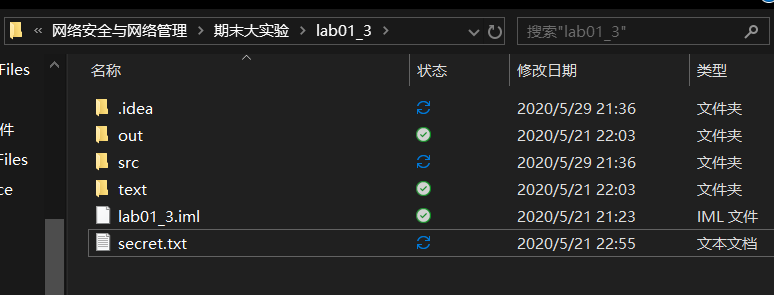 « 网络安全与网络管理 › 期末大实验 › lab01_3 › 搜索"lab01_3"
Files
件
Files
ce
名称 状态 修改日期 类型
.idea 2020/5/29 21:36 文件夹
out 2020/5/21 22:03 文件夹
src 2020/5/29 21:36 文件夹
text 2020/5/21 22:03 文件夹
lab01_3.iml 2020/5/21 21:23 IML 文件
secret.txt 2020/5/21 22:55 文本文档